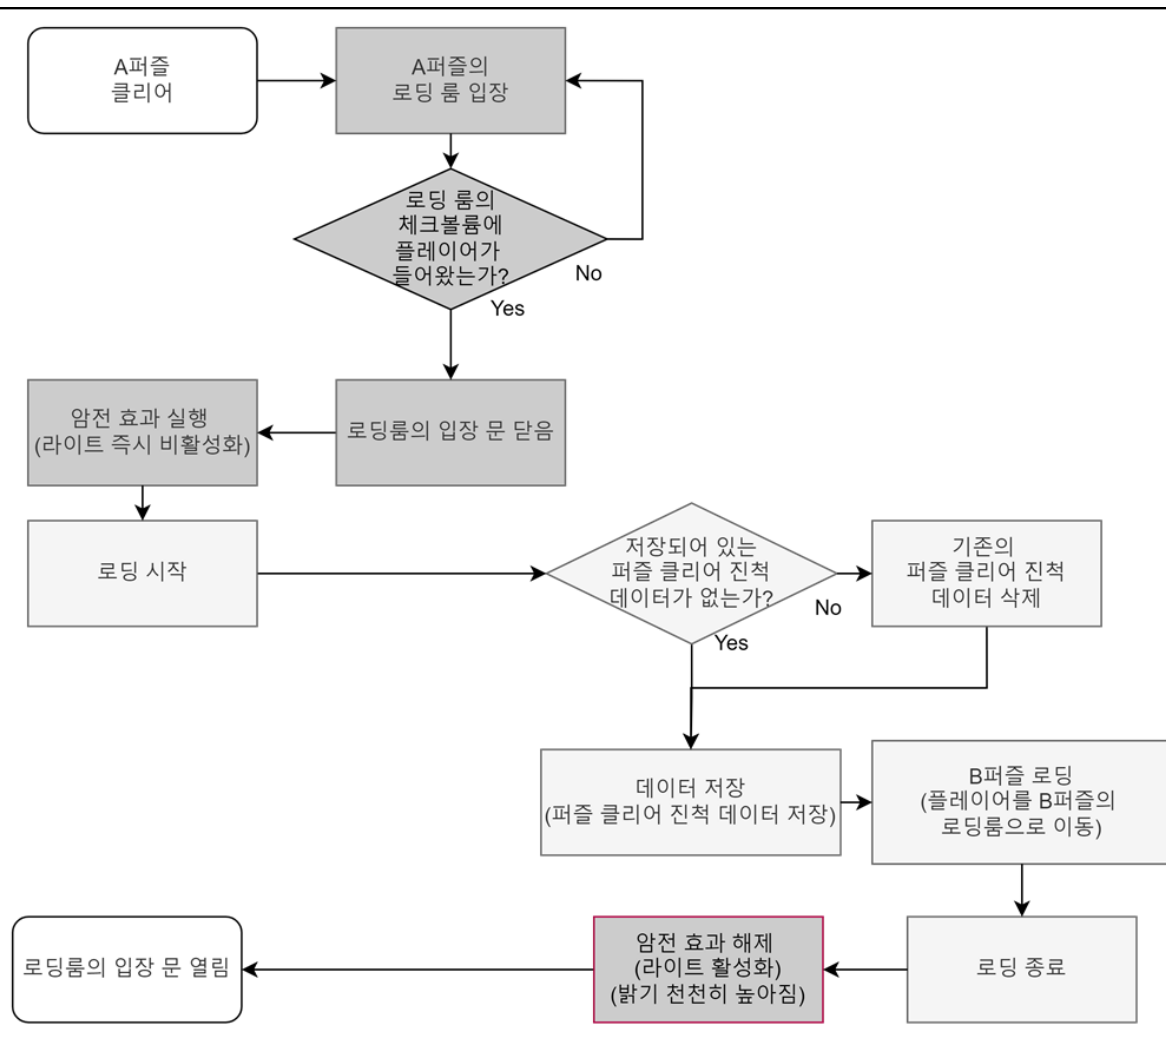 A퍼즐
클리어
A퍼즐의
로딩 룸 입장
로딩 룸의
체크볼륨에
플레이어가
들어왔는가?
No
Yes
암전 효과 실행
(라이트 즉시 비활성화)
로딩룸의 입장 문 닫음
로딩 시작
저장되어 있는
퍼즐 클리어 진척
데이터가 없는가?
No
Yes
기존의
퍼즐 클리어 진척
데이터 삭제
데이터 저장
(퍼즐 클리어 진척 데이터 저장)
B퍼즐 로딩
(플레이어를 B퍼즐의
로딩룸으로 이동)
로딩룸의 입장 문 열림
암전 효과 해제
(라이트 활성화)
(밝기 천천히 높아짐)
로딩 종료